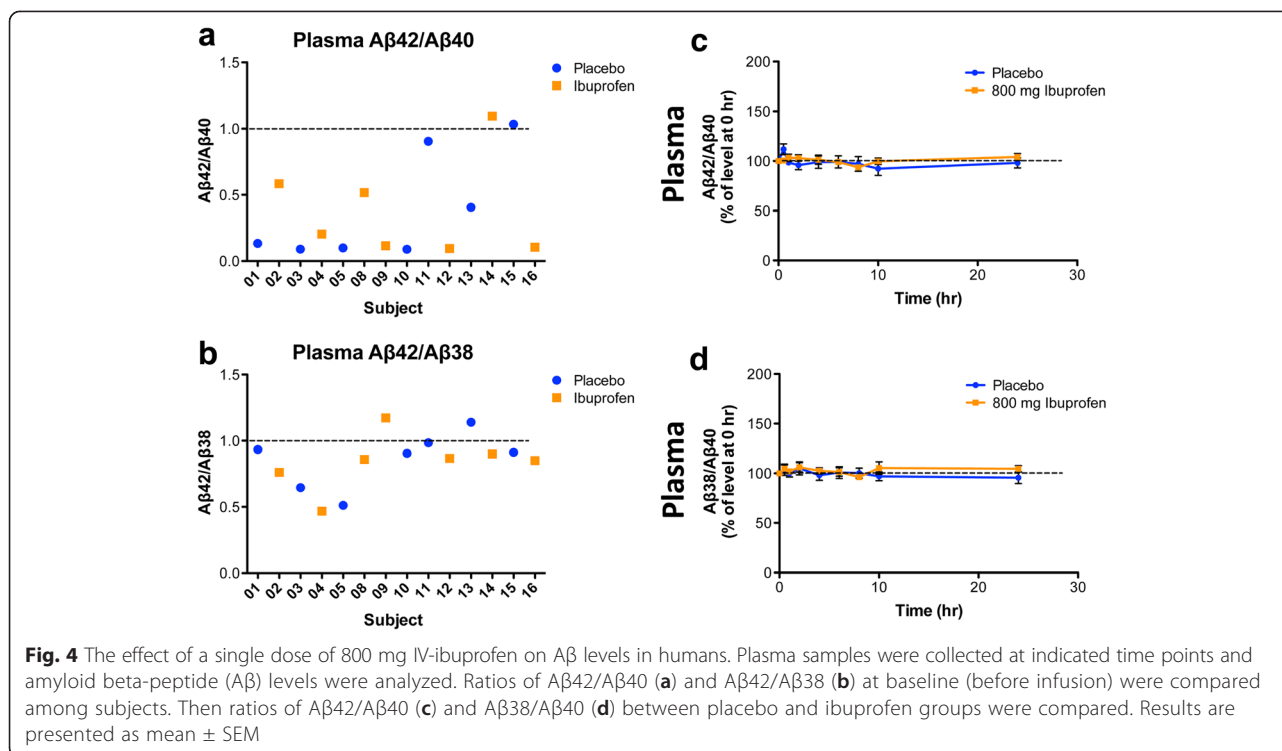 a
Plasma Aβ42/Aβ40
Aβ42/Aβ40
1.5
1.0
0.5
0.0
01 02 03 04 05 08 09 10 11 12 13 14 15 16
Subject
Placebo
Ibuprofen
c
Plasma
Aβ42/Aβ40
(% of level at 0 hr)
200
150
100
50
0
0 10 20 30
Time (hr)
Placebo
800 mg Ibuprofen
b
Plasma Aβ42/Aβ38
Aβ42/Aβ38
1.5
1.0
0.5
0.0
01 02 03 04 05 08 09 10 11 12 13 14 15 16
Subject
Placebo
Ibuprofen
d
Plasma
Aβ38/Aβ40
(% of level at 0 hr)
200
150
100
50
0
0 10 20 30
Time (hr)
Placebo
800 mg Ibuprofen
Fig. 4 The effect of a single dose of 800 mg IV-ibuprofen on Aβ levels in humans. Plasma samples were collected at indicated time points and
amyloid beta-peptide (Aβ) levels were analyzed. Ratios of Aβ42/Aβ40 (a) and Aβ42/Aβ38 (b) at baseline (before infusion) were compared
among subjects. Then ratios of Aβ42/Aβ40 (c) and Aβ38/Aβ40 (d) between placebo and ibuprofen groups were compared. Results are
presented as mean ± SEM